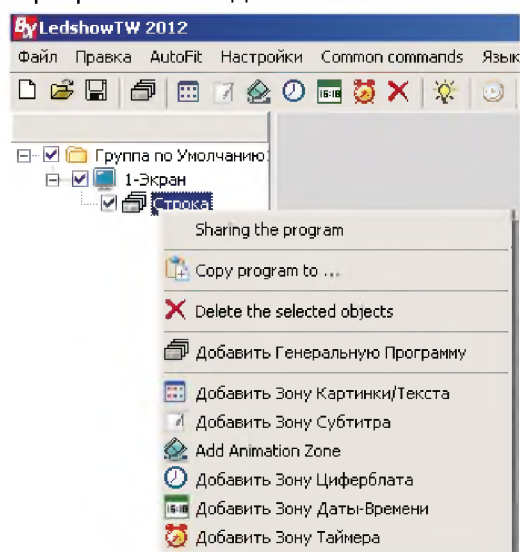 LedshowTW 2012
Файл Правка AutoFit Настройки Common commands Язык
Группа по Умолчанию
1-Экран
Строка
Sharing the program
Copy program to ...
Delete the selected objects
Добавить Генеральную Программу
Добавить Зону Картинки/Текста
Добавить Зону Субтитра
Add Animation Zone
Добавить Зону Циферблата
Добавить Зону Даты-Времени
Добавить Зону Таймера